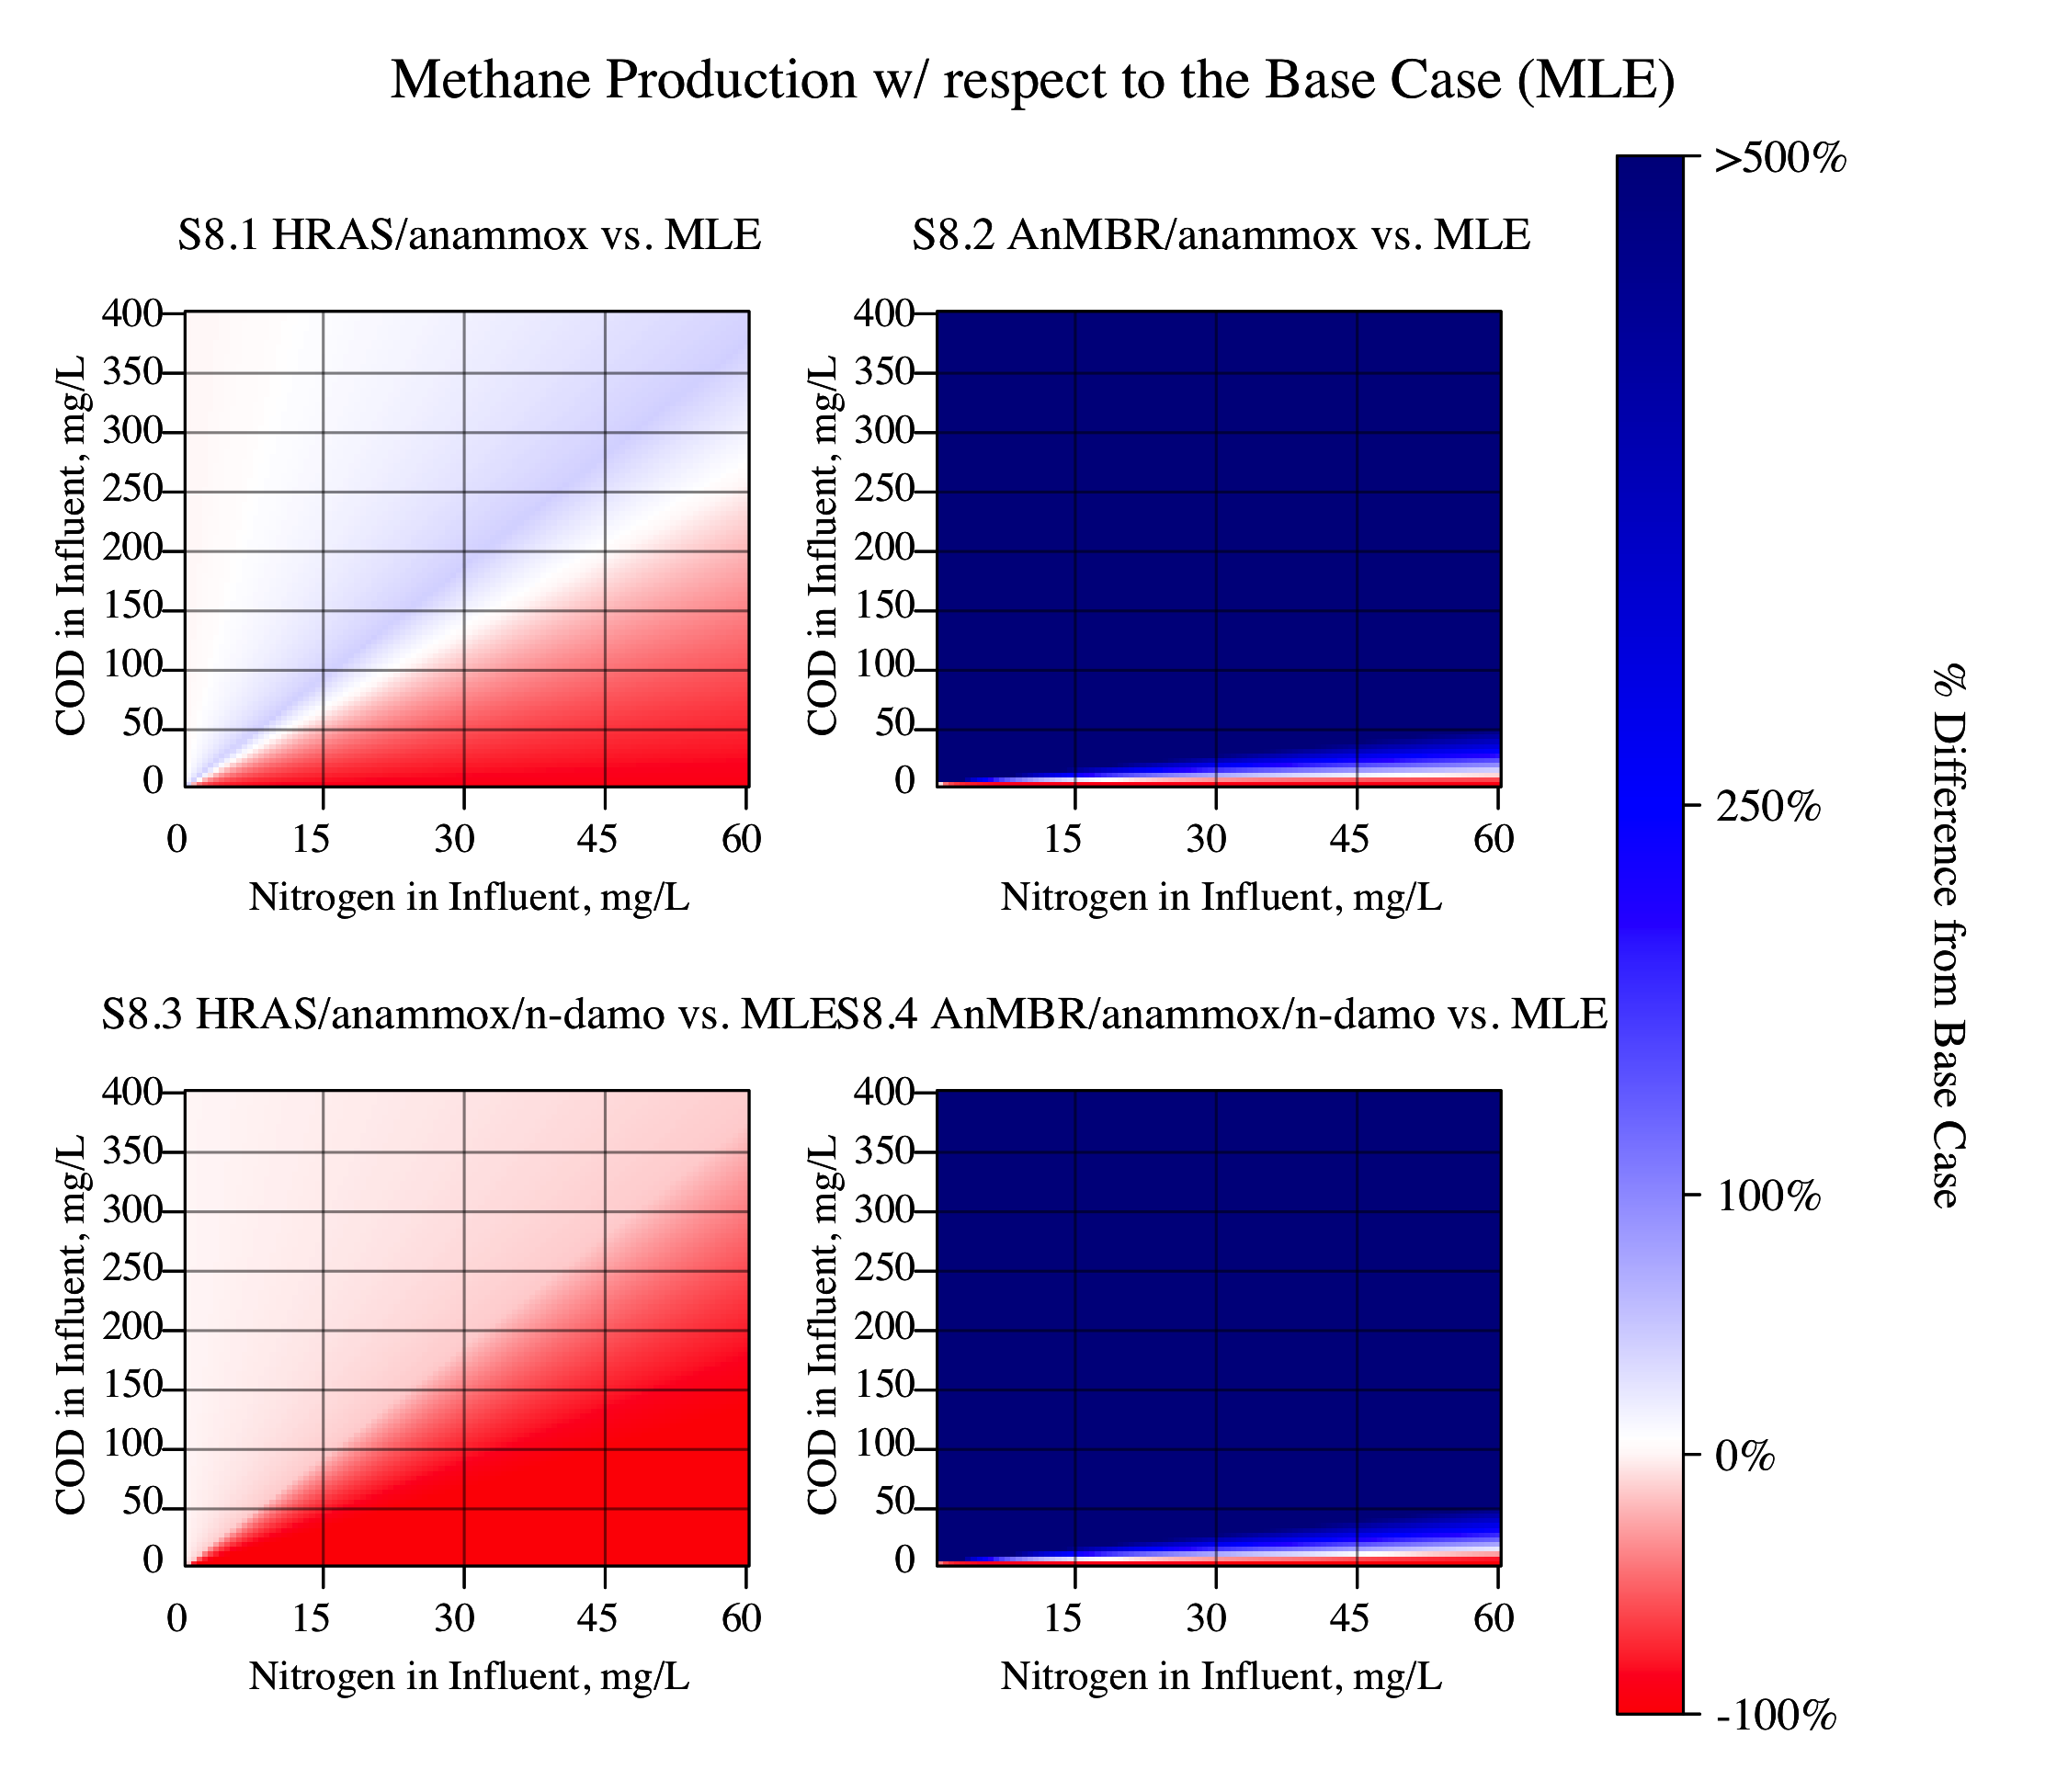 Methane Production w/ respect to the Base Case (MLE)
S8.1 HRAS/anammox vs. MLE
400
350
300
250
200
150
100
50
0
COD in Influent, mg/L
0 15 30 45 60
Nitrogen in Influent, mg/L
S8.2 AnMBR/anammox vs. MLE
400
350
300
250
200
150
100
50
0
COD in Influent, mg/L
15 30 45 60
Nitrogen in Influent, mg/L
S8.3 HRAS/anammox/n-damo vs. MLE
400
350
300
250
200
150
100
50
0
COD in Influent, mg/L
0 15 30 45 60
Nitrogen in Influent, mg/L
S8.4 AnMBR/anammox/n-damo vs. MLE
400
350
300
250
200
150
100
50
0
COD in Influent, mg/L
15 30 45 60
Nitrogen in Influent, mg/L
>500%
250%
100%
0%
-100%
% Difference from Base Case